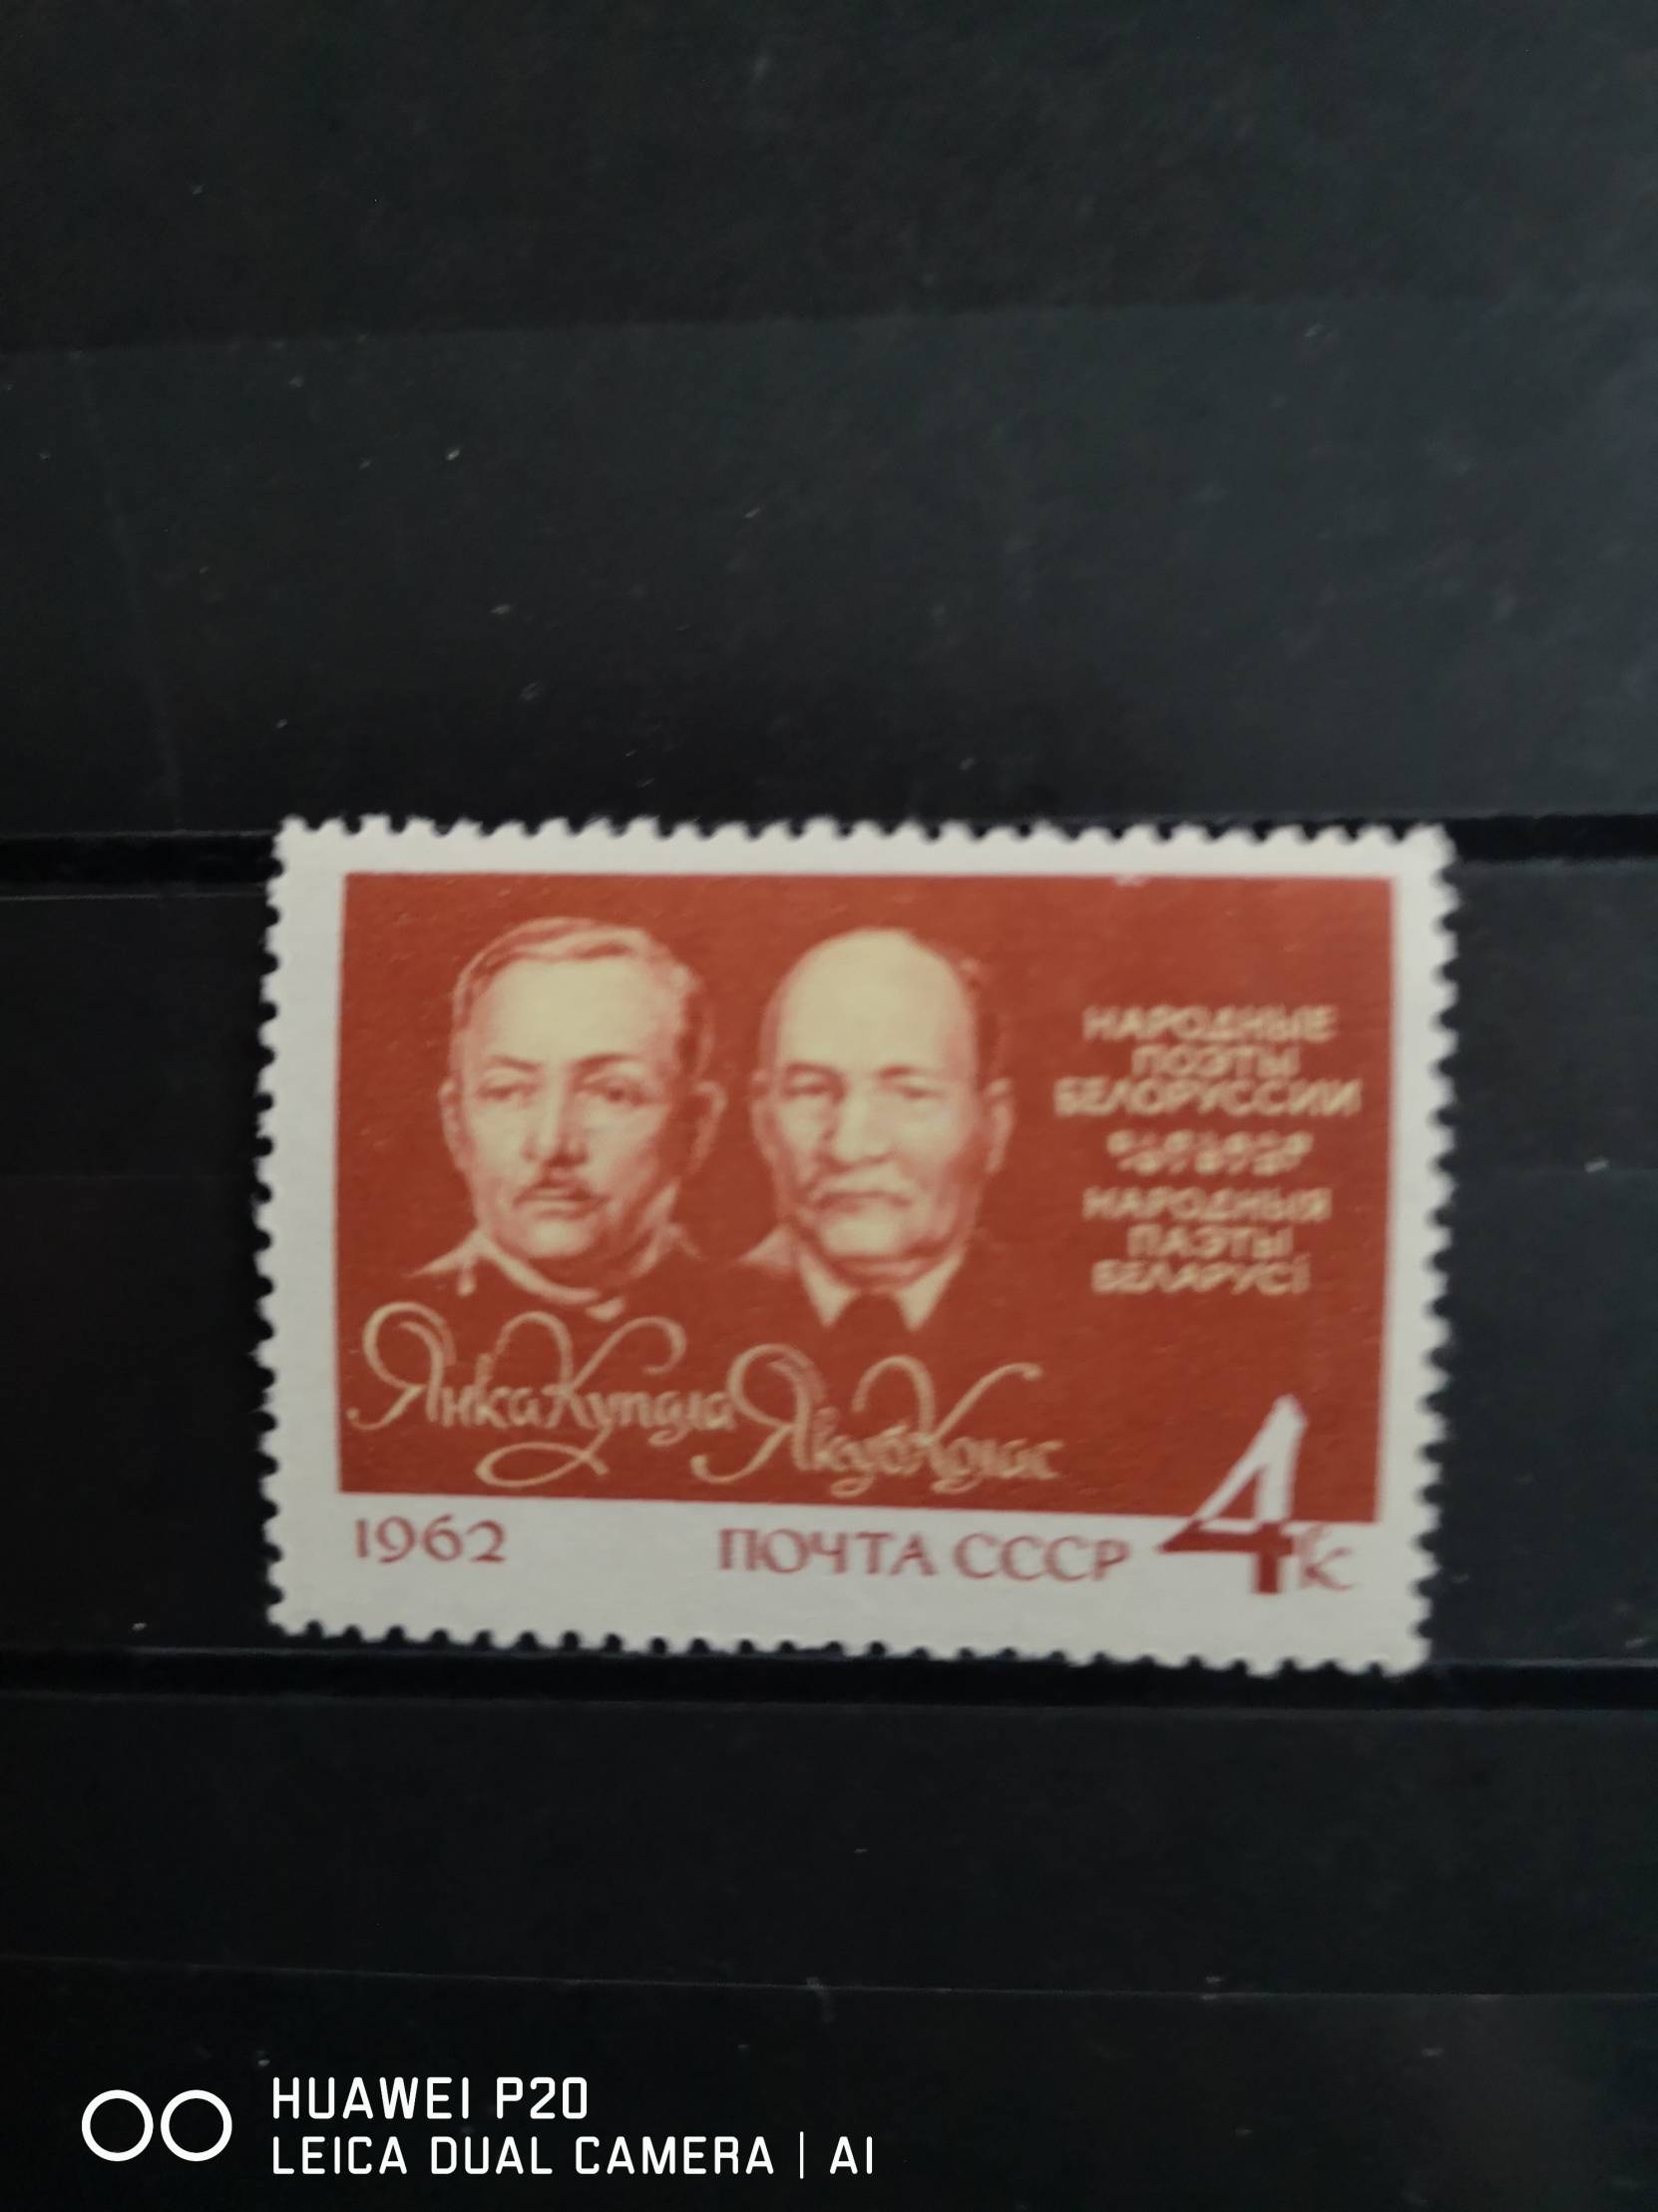 НАРОДНЫЕ
ПОЭТЫ
БЕЛОРУССИИ
НАРОДНЫЯ
ПАЭТЫ
БЕЛАРУСІ
Янка Купала Якуб Колас
1962 ПОЧТА СССР 4к
HUAWEI P20
LEICA DUAL CAMERA | AI